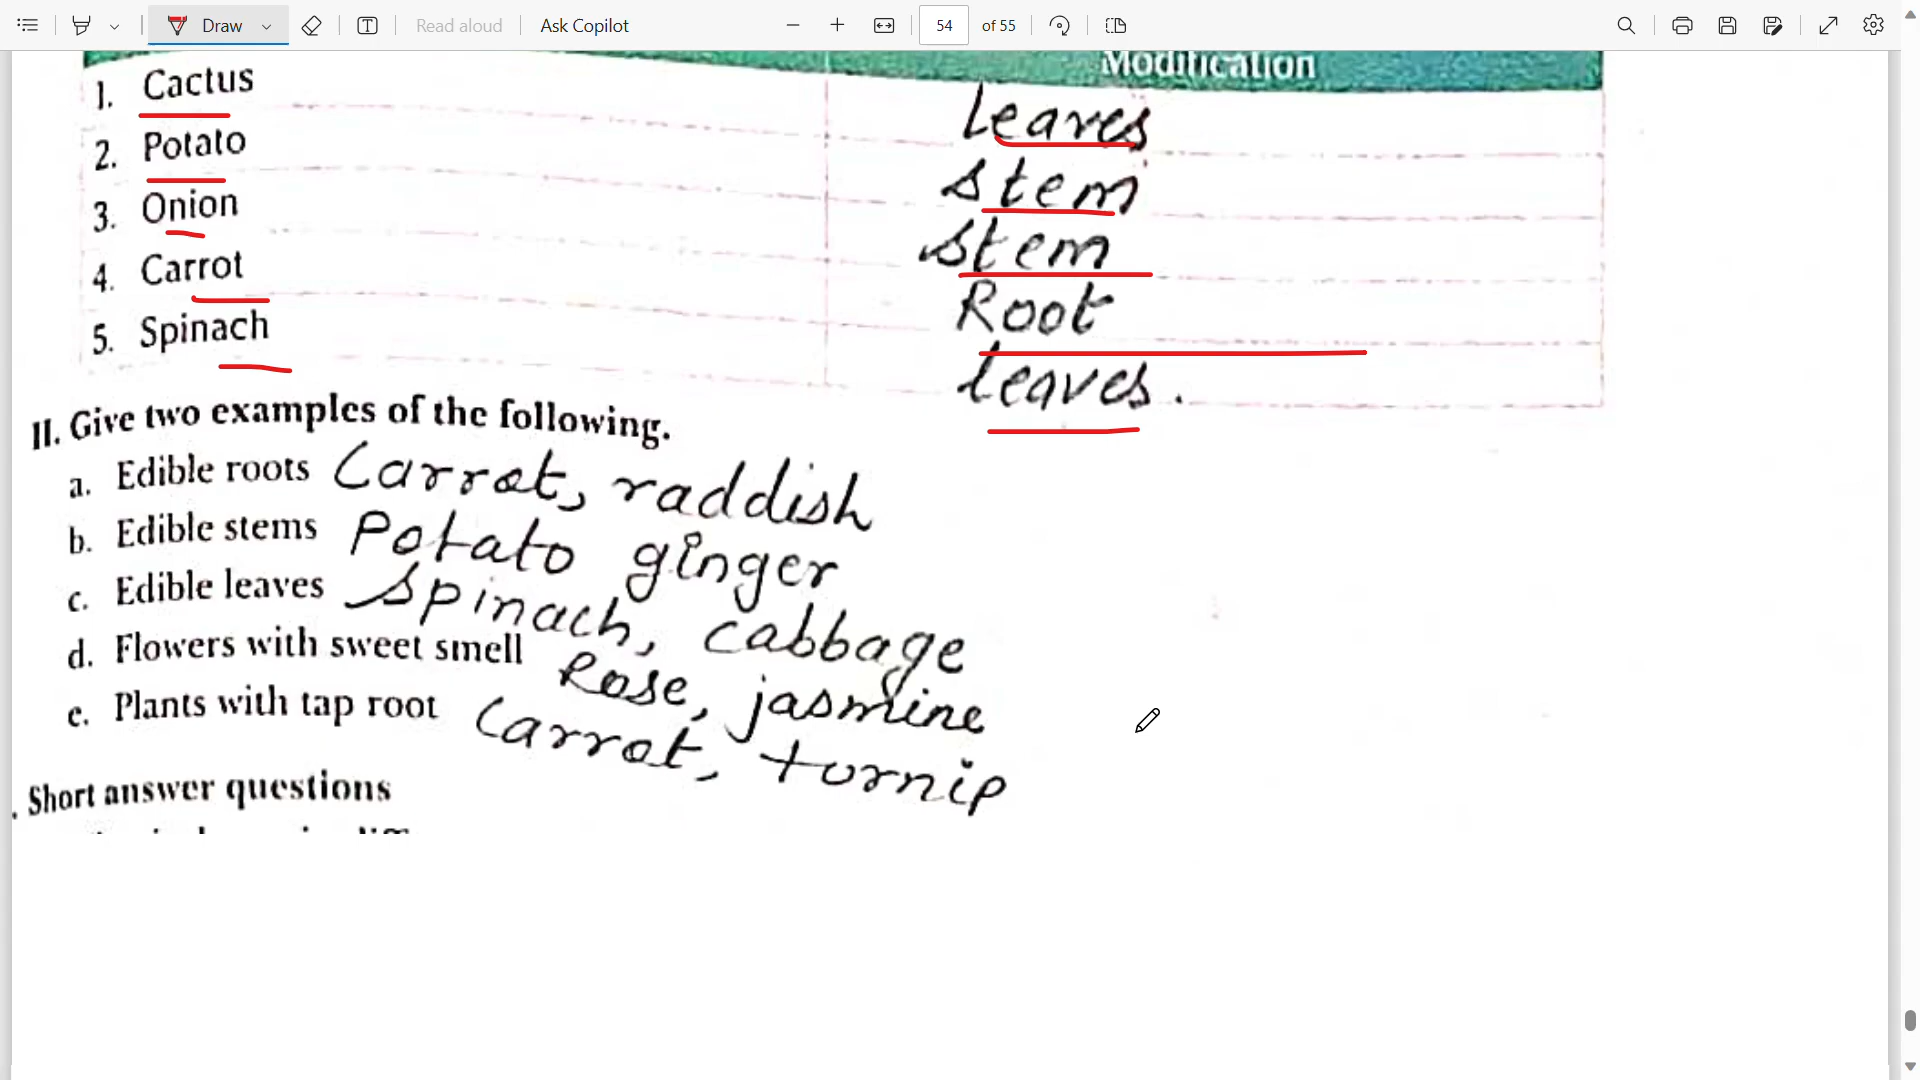 Draw
Read aloud
Ask Copilot
54 of 55
Modification
1. Cactus Leaves
2. Potato Stem
3. Onion Stem
4. Carrot Root
5. Spinach leaves.
II. Give two examples of the following.
a. Edible roots Carrot, raddish
b. Edible stems Potato ginger
c. Edible leaves Spinach, cabbage
d. Flowers with sweet smell Rose, jasmine
e. Plants with tap root Carrot, turnip
. Short answer questions